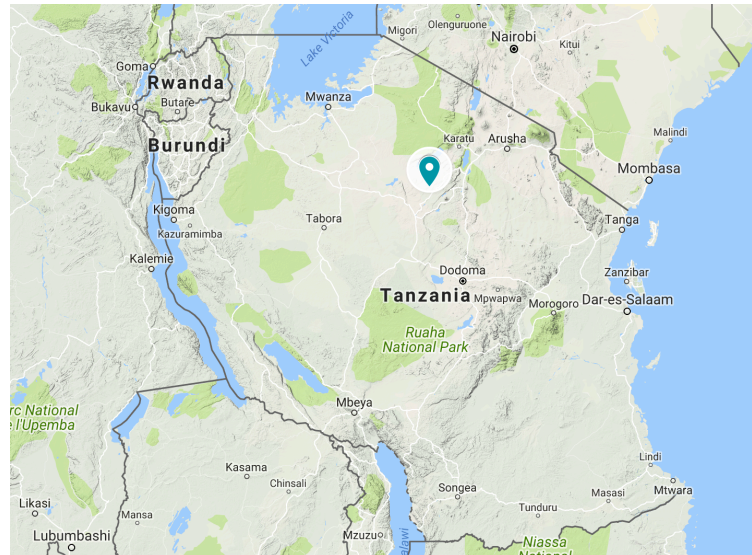 Olenguruone
Migori
Nairobi
Kitui
Lake Victoria
Goma
Rwanda
Bukavu
Butare
Mwanza
Burundi
Karatu
Arusha
Malindi
Mombasa
Kigoma
Kazuramimba
Tabora
Tanga
Kalemie
Dodoma
Zanzibar
Tanzania
Mpwapwa
Morogoro
Dar-es-Salaam
Ruaha
National Park
Mbeya
rc National
e l'Upemba
Kasama
Chinsali
Lindi
Songea
Masasi
Mtwara
Likasi
Mansa
Tunduru
Lubumbashi
Mzuzu
alawi
Niassa
National